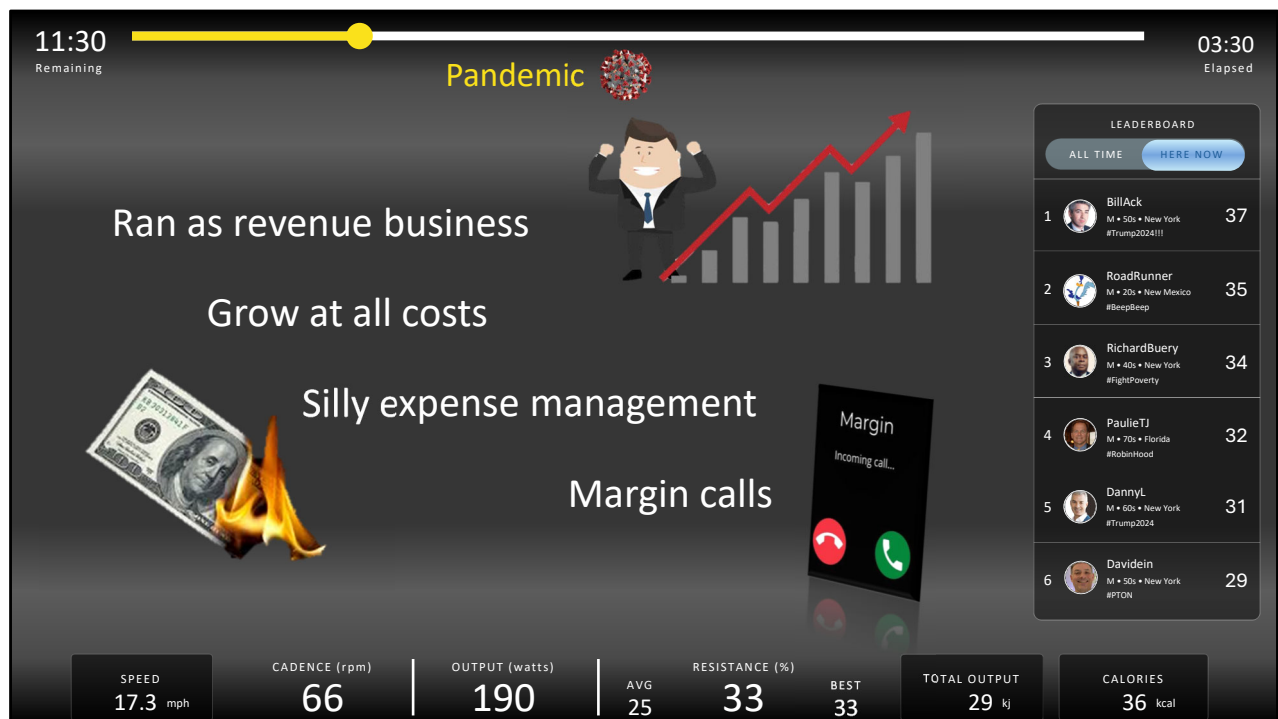 11:30
Remaining
03:30
Elapsed
Pandemic
Ran as revenue business
Grow at all costs
Silly expense management
Margin calls
Margin
Incoming call...
LEADERBOARD
ALL TIME HERE NOW
1 BillAck 37
M • 50s • New York
#Trump2024!!!
2 RoadRunner 35
M • 20s • New Mexico
#BeepBeep
3 RichardBuery 34
M • 40s • New York
#FightPoverty
4 PaulieTJ 32
M • 70s • Florida
#RobinHood
5 DannyL 31
M • 60s • New York
#Trump2024
6 Davidein 29
M • 50s • New York
#PTON
SPEED
17.3 mph
CADENCE (rpm)
66
OUTPUT (watts)
190
RESISTANCE (%)
AVG
25
33
BEST
33
TOTAL OUTPUT
29 kj
CALORIES
36 kcal